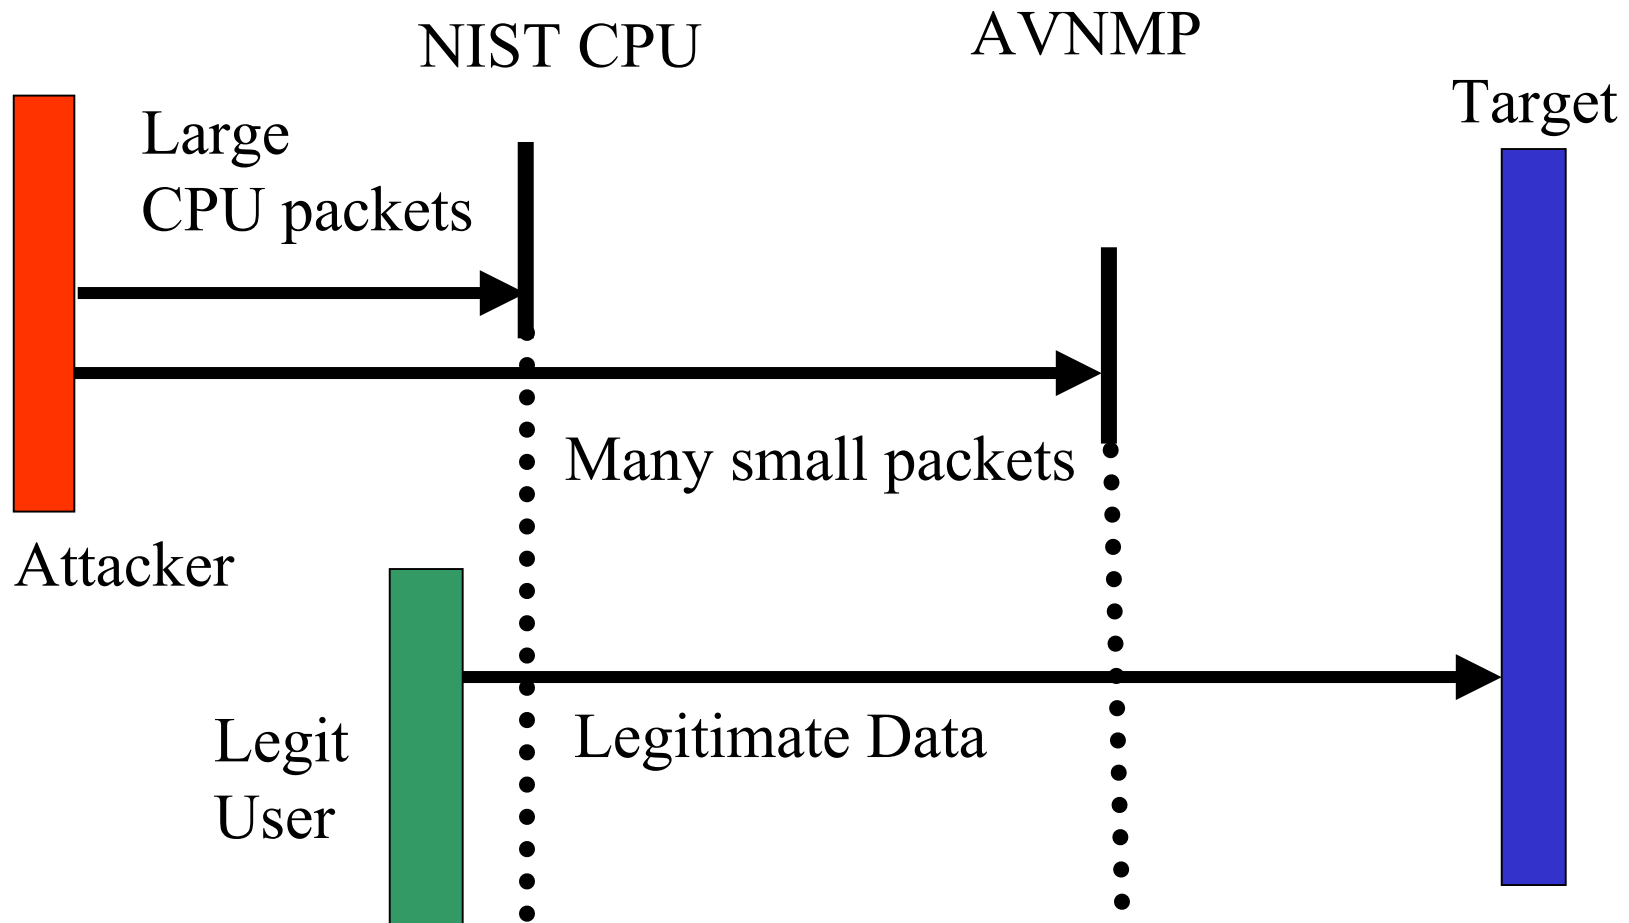 NIST CPU
AVNMP
Target
Large
CPU packets
Many small packets
Attacker
Legit
User
Legitimate Data